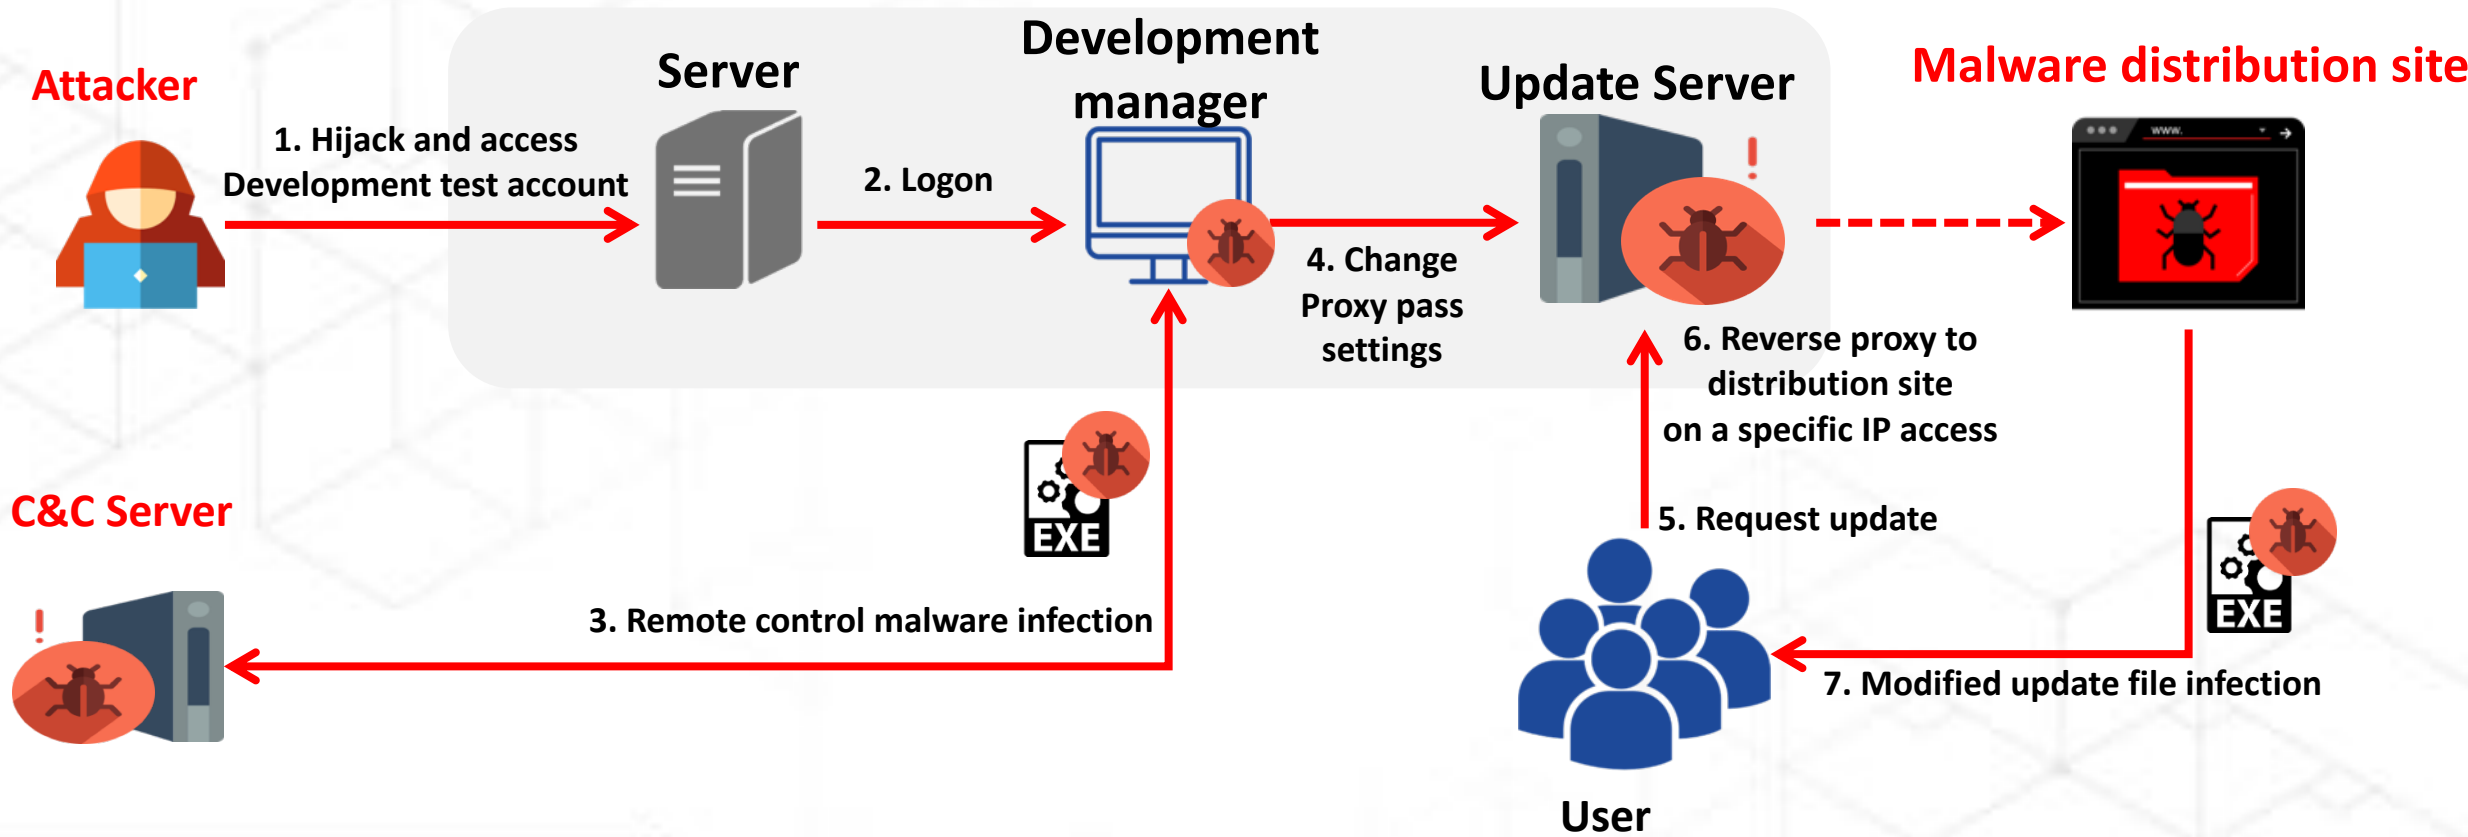 Attacker
Server
Development
manager
Update Server
Malware distribution site
1. Hijack and access
Development test account
2. Logon
www.
4. Change
Proxy pass
settings
6. Reverse proxy to
distribution site
on a specific IP access
C&C Server
EXE
5. Request update
EXE
3. Remote control malware infection
7. Modified update file infection
User